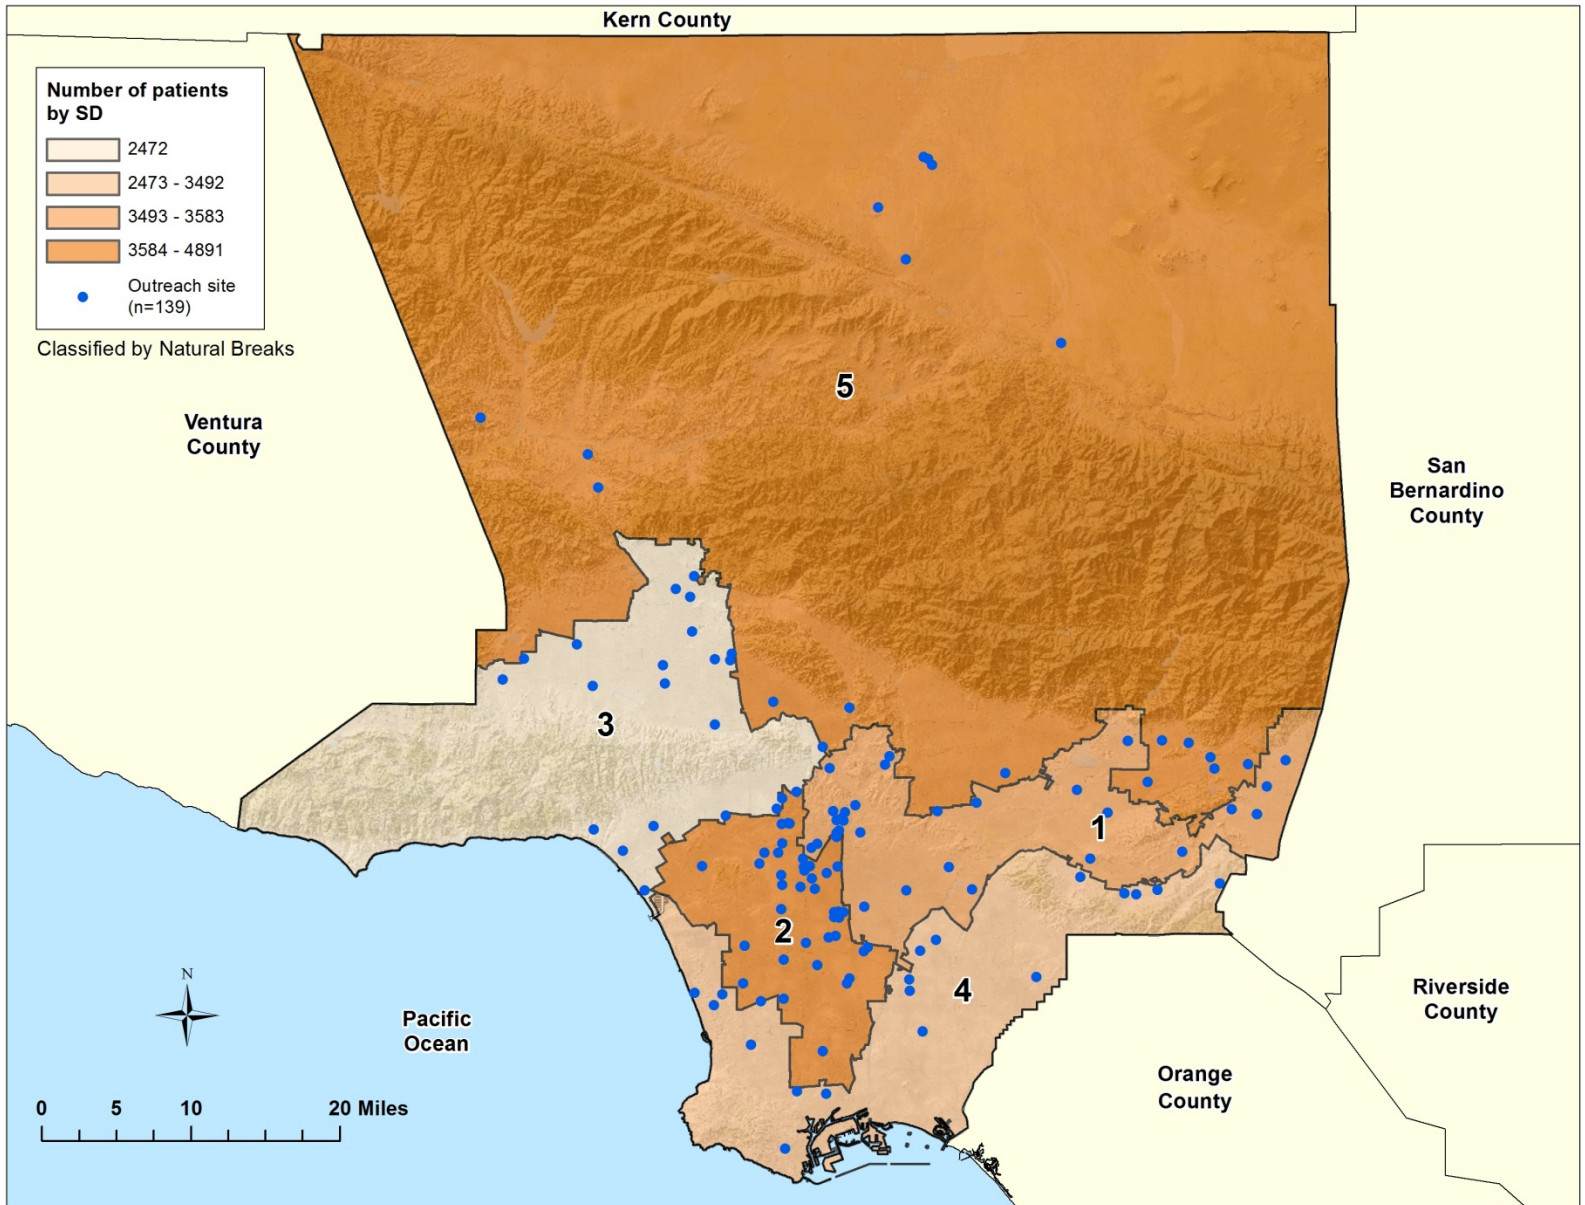 Kern County
Number of patients
by SD
2472
2473 - 3492
3493 - 3583
3584 - 4891
Outreach site
(n=139)
Classified by Natural Breaks
Ventura
County
5
San
Bernardino
County
3
1
2
4
Riverside
County
Pacific
Ocean
Orange
County
N
0 5 10 20 Miles